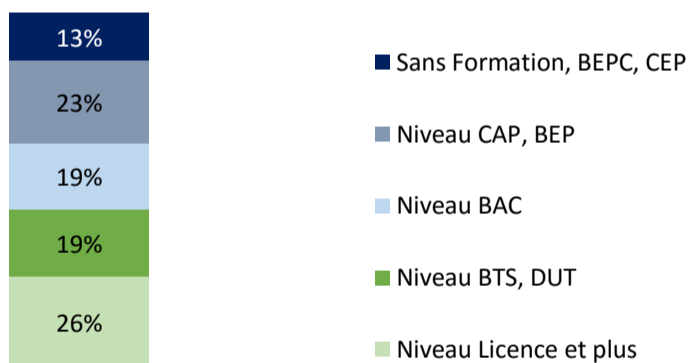 13%
23%
19%
19%
26%
Sans Formation, BEPC, CEP
Niveau CAP, BEP
Niveau BAC
Niveau BTS, DUT
Niveau Licence et plus